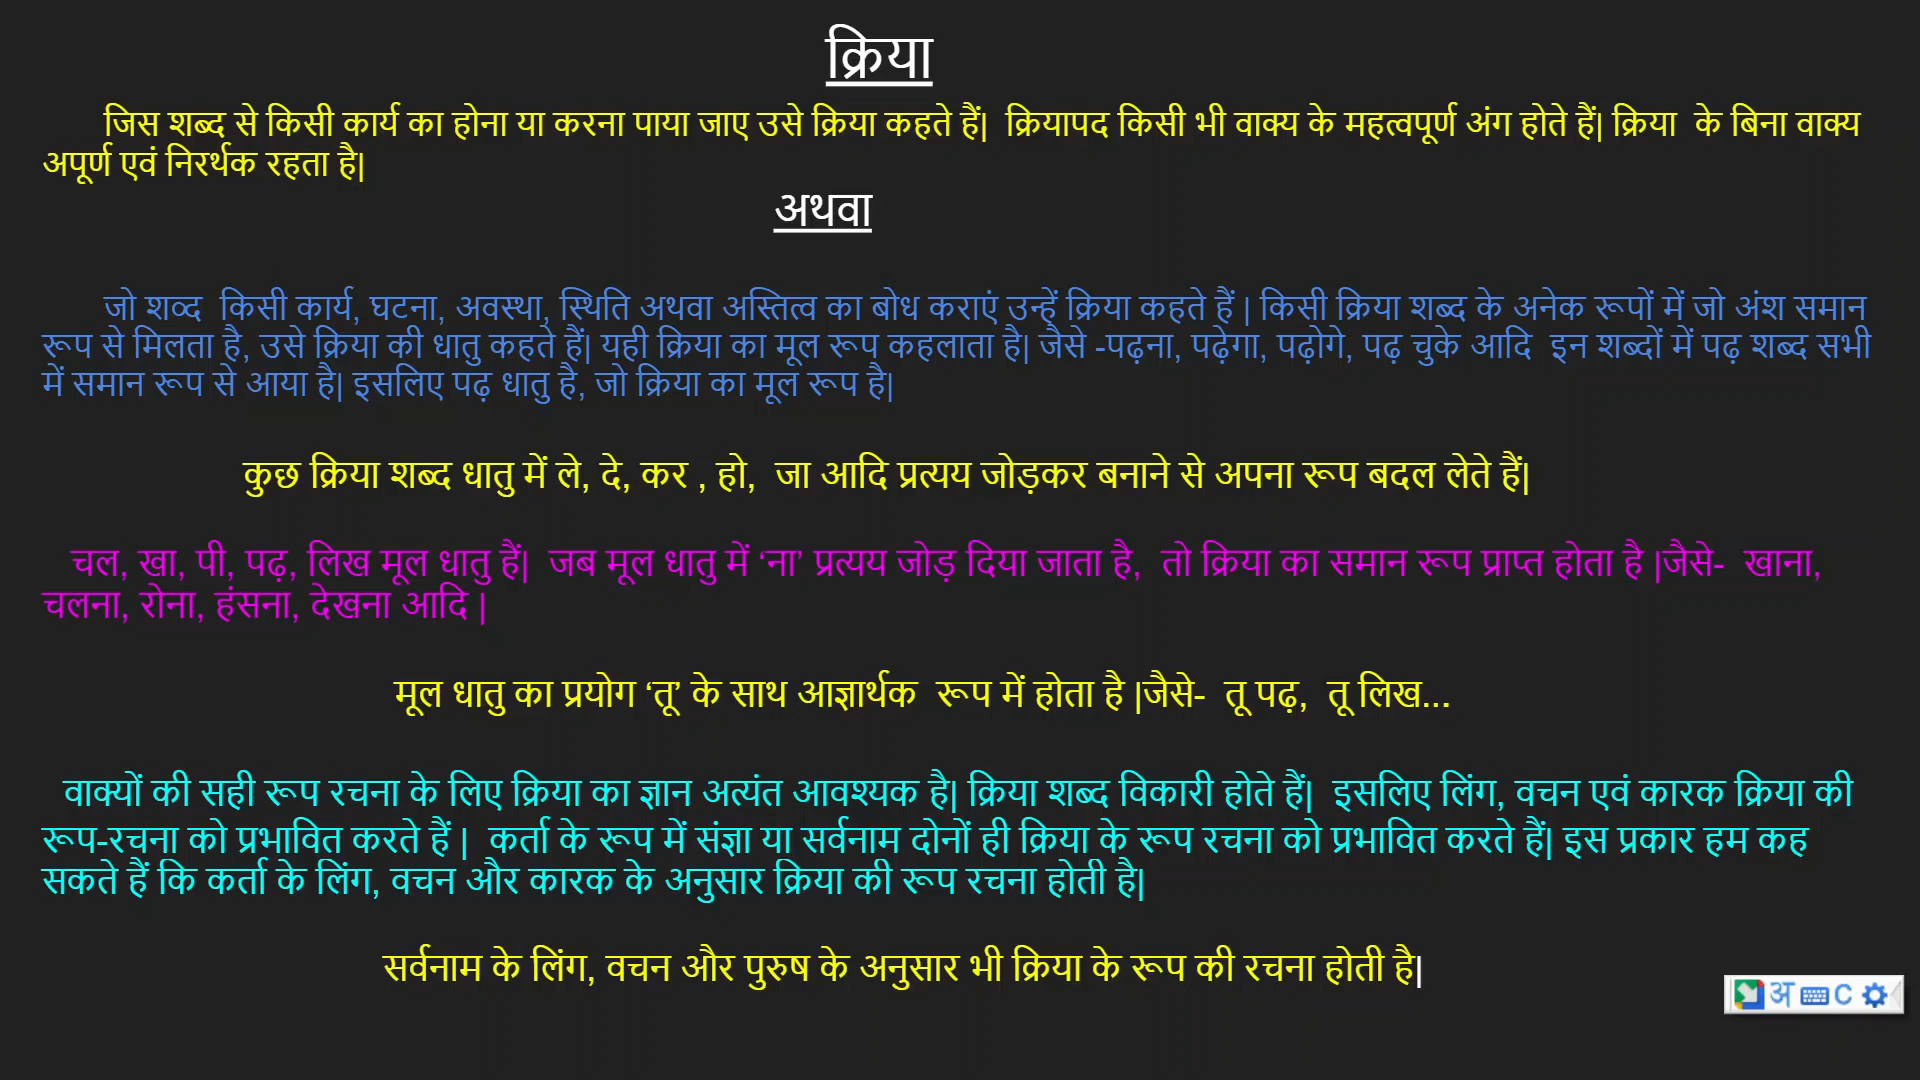 क्रिया
जिस शब्द से किसी कार्य का होना या करना पाया जाए उसे क्रिया कहते हैं| क्रियापद किसी भी वाक्य के महत्वपूर्ण अंग होते हैं| क्रिया के बिना वाक्य
अपूर्ण एवं निरर्थक रहता है|
अथवा
जो शव्द किसी कार्य, घटना, अवस्था, स्थिति अथवा अस्तित्व का बोध कराएं उन्हें क्रिया कहते हैं | किसी क्रिया शब्द के अनेक रूपों में जो अंश समान
रूप से मिलता है, उसे क्रिया की धातु कहते हैं| यही क्रिया का मूल रूप कहलाता है| जैसे -पढ़ना, पढ़ेगा, पढ़ोगे, पढ़ चुके आदि इन शब्दों में पढ़ शब्द सभी
में समान रूप से आया है| इसलिए पढ़ धातु है, जो क्रिया का मूल रूप है|
कुछ क्रिया शब्द धातु में ले, दे, कर , हो, जा आदि प्रत्यय जोड़कर बनाने से अपना रूप बदल लेते हैं|
चल, खा, पी, पढ़, लिख मूल धातु हैं| जब मूल धातु में ‘ना’ प्रत्यय जोड़ दिया जाता है, तो क्रिया का समान रूप प्राप्त होता है |जैसे- खाना,
चलना, रोना, हंसना, देखना आदि |
मूल धातु का प्रयोग ‘तू’ के साथ आज्ञार्थक रूप में होता है |जैसे- तू पढ़, तू लिख...
वाक्यों की सही रूप रचना के लिए क्रिया का ज्ञान अत्यंत आवश्यक है| क्रिया शब्द विकारी होते हैं| इसलिए लिंग, वचन एवं कारक क्रिया की
रूप-रचना को प्रभावित करते हैं | कर्ता के रूप में संज्ञा या सर्वनाम दोनों ही क्रिया के रूप रचना को प्रभावित करते हैं| इस प्रकार हम कह
सकते हैं कि कर्ता के लिंग, वचन और कारक के अनुसार क्रिया की रूप रचना होती है|
सर्वनाम के लिंग, वचन और पुरुष के अनुसार भी क्रिया के रूप की रचना होती है|
अ C